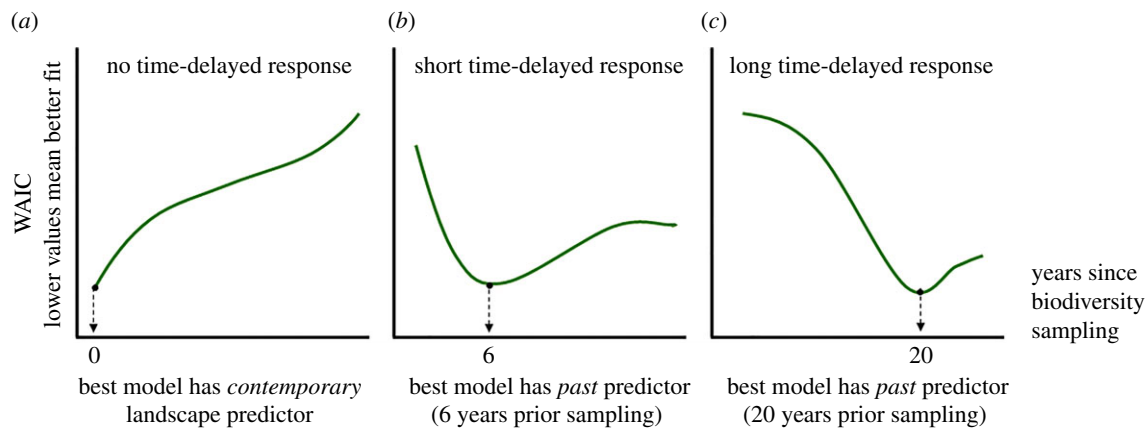 (a)
no time-delayed response
WAIC
lower values mean better fit
0
best model has contemporary
landscape predictor
(b)
short time-delayed response
6
best model has past predictor
(6 years prior sampling)
(c)
long time-delayed response
20
best model has past predictor
(20 years prior sampling)
years since
biodiversity
sampling